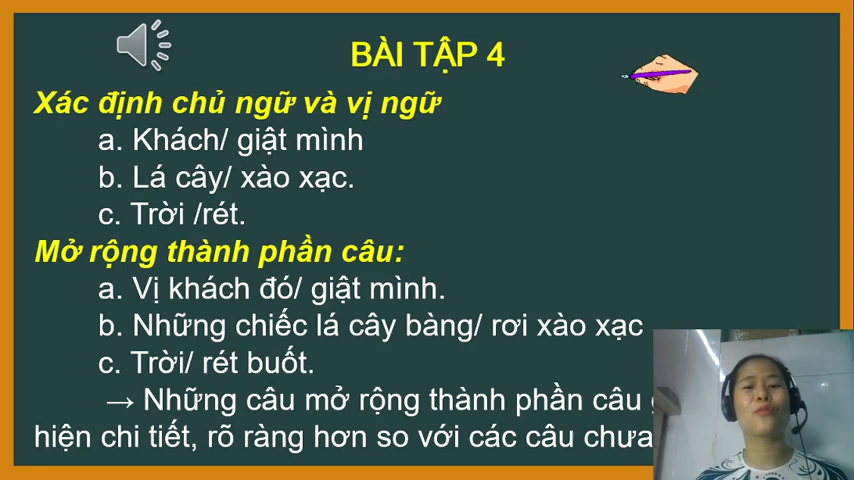 BÀI TẬP 4
Xác định chủ ngữ và vị ngữ
a. Khách/ giật mình
b. Lá cây/ xào xạc.
c. Trời /rét.
Mở rộng thành phần câu:
a. Vị khách đó/ giật mình.
b. Những chiếc lá cây bàng/ rơi xào xạc
c. Trời/ rét buốt.
→ Những câu mở rộng thành phần câu
hiện chi tiết, rõ ràng hơn so với các câu chưa